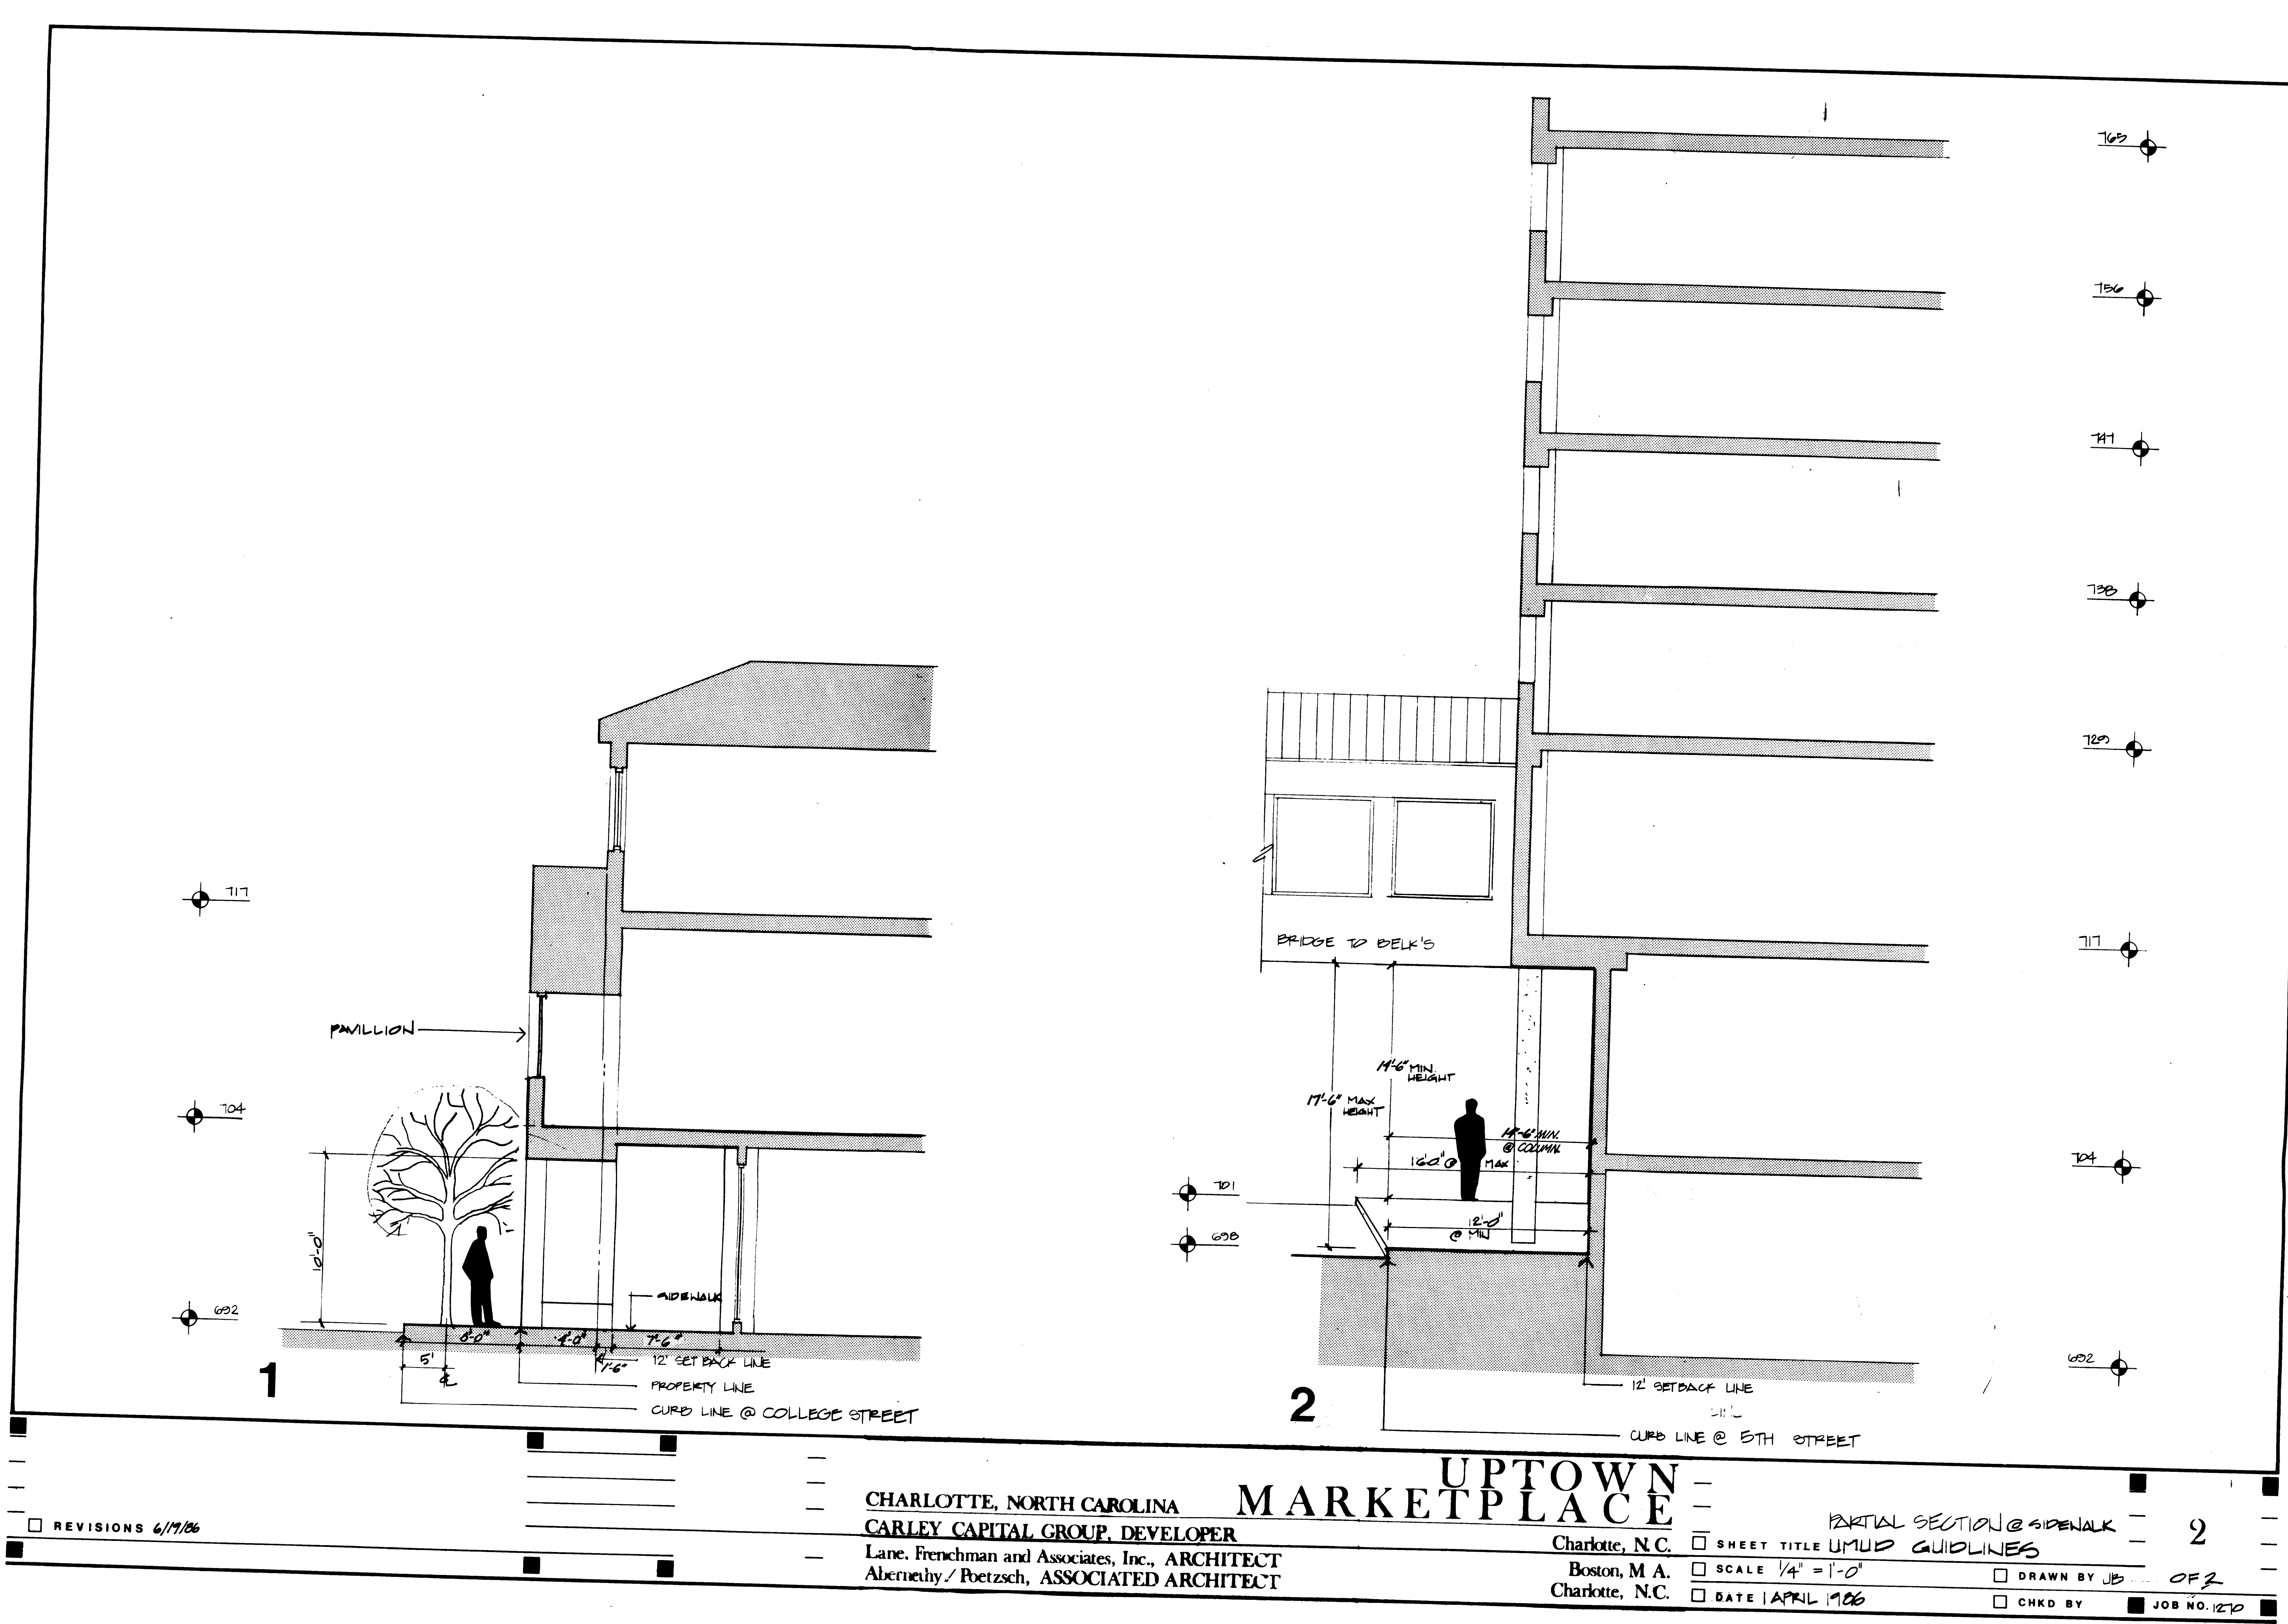 765
756
747
738
729
717
704
692
717
704
692
701
698
PAVILLION
10'-0"
SIDEWALK
8'-0"
4'-0"
7'-6"
1'-6"
5'
℄
12' SET BACK LINE
PROPERTY LINE
CURB LINE @ COLLEGE STREET
1
BRIDGE TO BELK'S
14'-6" MIN.
HEIGHT
17'-6" MAX
HEIGHT
14'-6" MIN.
@ COLUMN.
16'-0" @ MAX
12'-0"
@ MIN
12' SETBACK LINE
CURB LINE @ 5TH STREET
2
REVISIONS 6/19/86
UPTOWN
MARKETPLACE
CHARLOTTE, NORTH CAROLINA
CARLEY CAPITAL GROUP, DEVELOPER
Lane, Frenchman and Associates, Inc., ARCHITECT
Abernethy / Poetzsch, ASSOCIATED ARCHITECT
Charlotte, N.C.
Boston, M A.
Charlotte, N.C.
PARTIAL SECTION @ SIDEWALK
SHEET TITLE UMUD GUIDLINES
SCALE 1/4" = 1'-0"
DATE 1 APRIL 1986
DRAWN BY JB
CHKD BY
2
OF 2
JOB NO. 1270